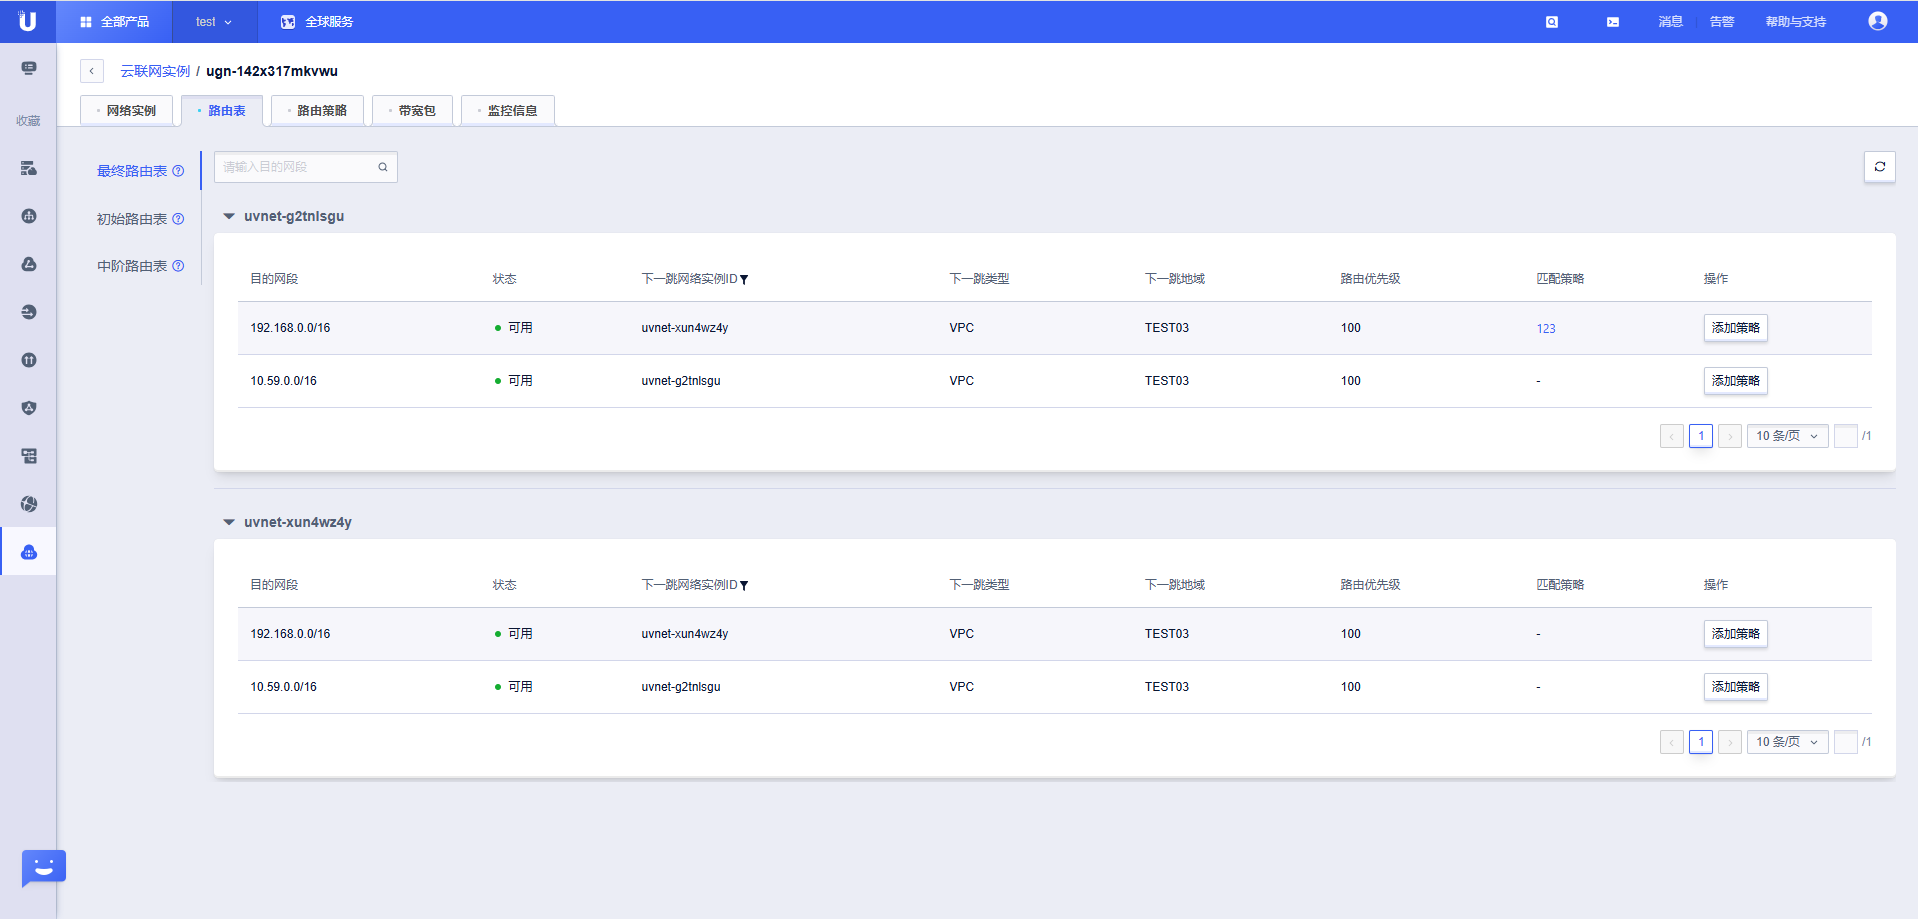 U 全部产品 test 全球服务 消息 告警 帮助与支持
云联网实例 / ugn-142x317mkvwu
网络实例 路由表 路由策略 带宽包 监控信息
收藏
最终路由表 请输入目的网段
初始路由表
中阶路由表
uvnet-g2tnlsgu
目的网段 状态 下一跳网络实例ID 下一跳类型 下一跳地域 路由优先级 匹配策略 操作
192.168.0.0/16 可用 uvnet-xun4wz4y VPC TEST03 100 123 添加策略
10.59.0.0/16 可用 uvnet-g2tnlsgu VPC TEST03 100 - 添加策略
1 10 条/页 /1
uvnet-xun4wz4y
目的网段 状态 下一跳网络实例ID 下一跳类型 下一跳地域 路由优先级 匹配策略 操作
192.168.0.0/16 可用 uvnet-xun4wz4y VPC TEST03 100 - 添加策略
10.59.0.0/16 可用 uvnet-g2tnlsgu VPC TEST03 100 - 添加策略
1 10 条/页 /1